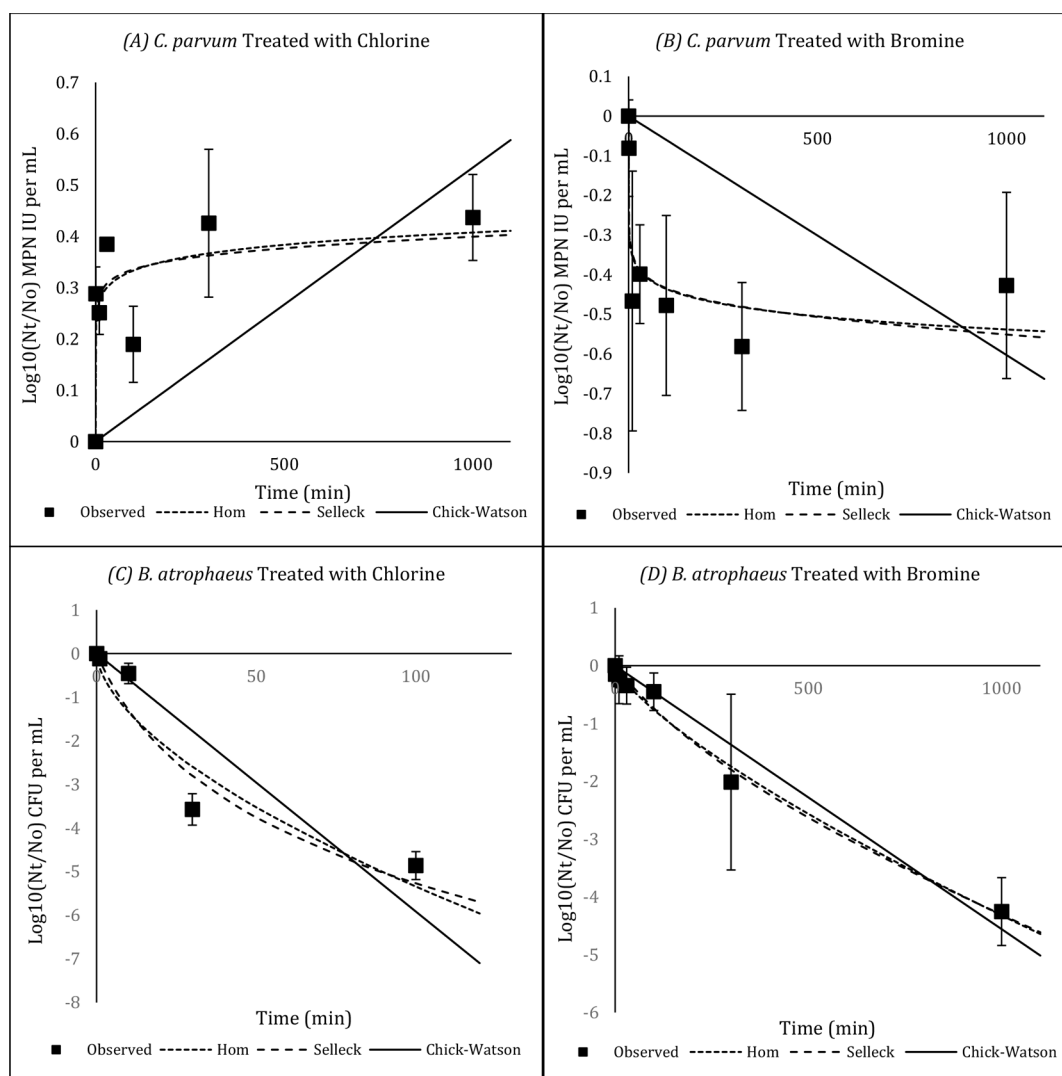 (A) C. parvum Treated with Chlorine
Log10(Nt/No) MPN IU per mL
0.7
0.6
0.5
0.4
0.3
0.2
0.1
0
0 500 1000
Time (min)
Observed Hom Selleck Chick-Watson
(B) C. parvum Treated with Bromine
Log10(Nt/No) MPN IU per mL
0.1
0
-0.1
-0.2
-0.3
-0.4
-0.5
-0.6
-0.7
-0.8
-0.9
0 500 1000
Time (min)
Observed Hom Selleck Chick-Watson
(C) B. atrophaeus Treated with Chlorine
Log10(Nt/No) CFU per mL
1
0
-1
-2
-3
-4
-5
-6
-7
-8
0 50 100
Time (min)
Observed Hom Selleck Chick-Watson
(D) B. atrophaeus Treated with Bromine
Log10(Nt/No) CFU per mL
1
0
-1
-2
-3
-4
-5
-6
0 500 1000
Time (min)
Observed Hom Selleck Chick-Watson